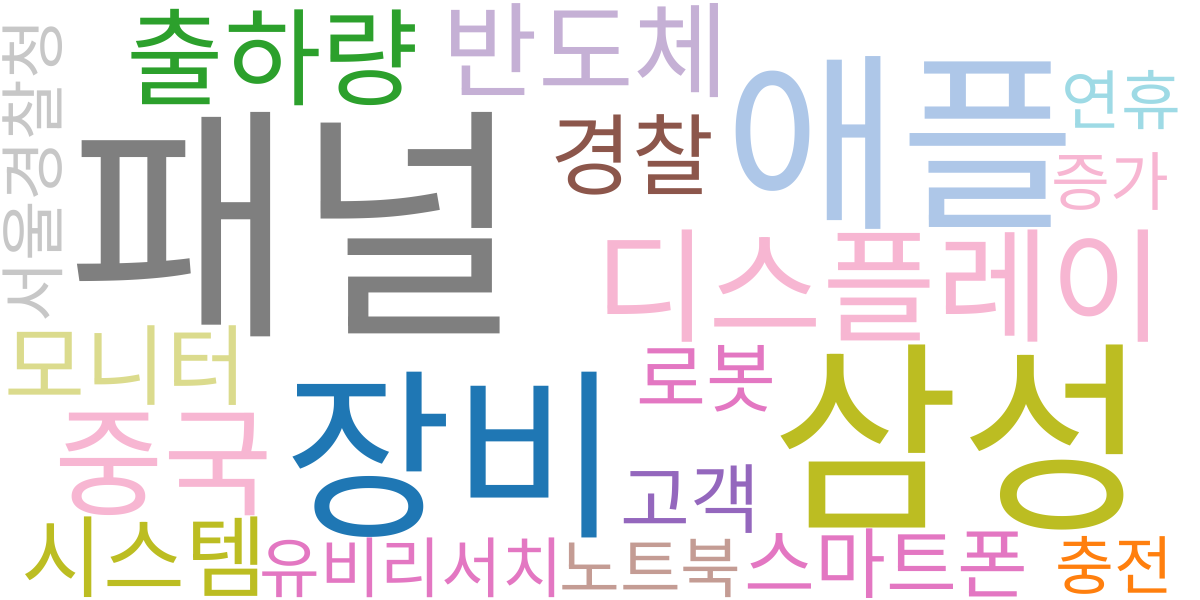 출하량
반도체
애플
연휴
서울경찰청
패널
경찰
증가
디스플레이
모니터
장비
로봇
삼성
중국
고객
시스템
유비리서치
노트북
스마트폰
충전